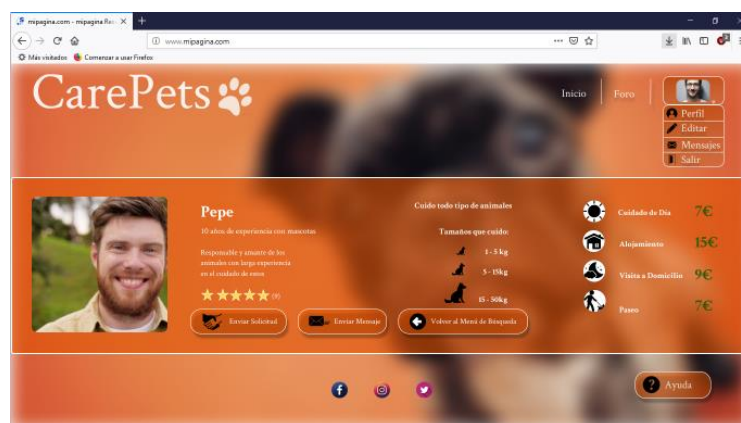 mipagina.com - mipagina Res
www.mipagina.com
Más visitados
Comenzar a usar Firefox
CarePets
Inicio
Foro
Perfil
Editar
Mensajes
Salir
Pepe
10 años de experiencia con mascotas
Responsable y amante de los
animales con larga experiencia
en el cuidado de estos
(9)
Enviar Solicitud
Enviar Mensaje
Cuido todo tipo de animales
Tamaños que cuido:
1 - 5 kg
5 - 15kg
15 - 50kg
Volver al Menú de Búsqueda
Cuidado de Día 7€
Alojamiento 15€
Visita a Domicilio 9€
Paseo 7€
Ayuda